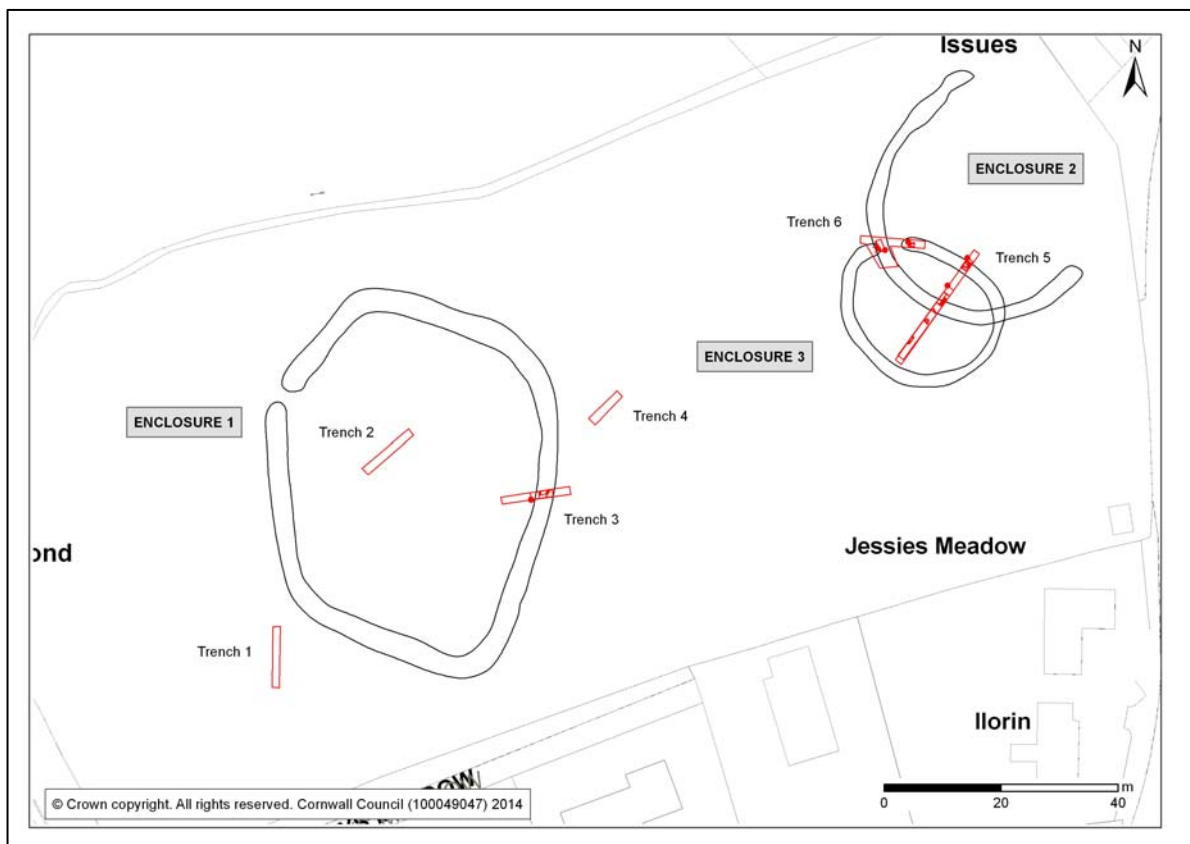 Issues
N
ENCLOSURE 2
Trench 6
Trench 5
ENCLOSURE 3
ENCLOSURE 1
Trench 2
Trench 4
Trench 3
ond
Jessies Meadow
Trench 1
Ilorin
m
0 20 40
© Crown copyright. All rights reserved. Cornwall Council (100049047) 2014